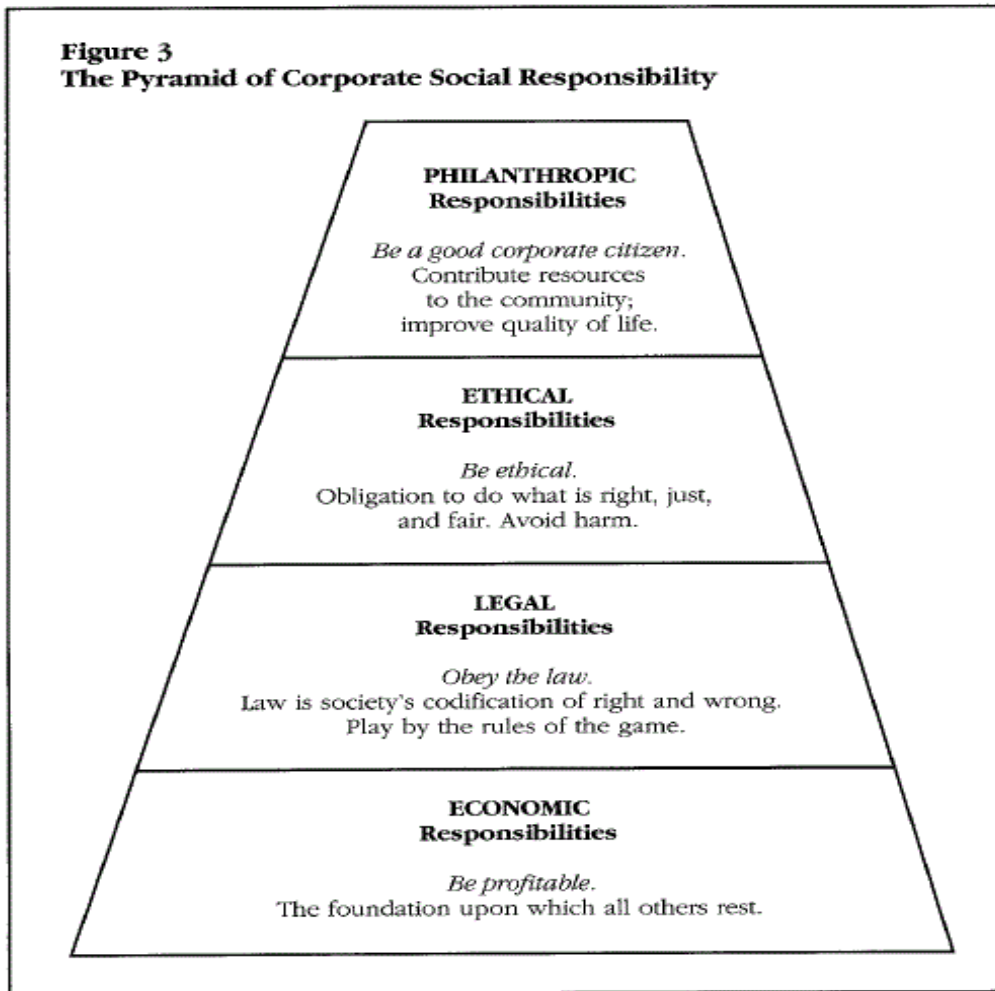 Figure 3
The Pyramid of Corporate Social Responsibility
PHILANTHROPIC
Responsibilities
Be a good corporate citizen.
Contribute resources
to the community;
improve quality of life.
ETHICAL
Responsibilities
Be ethical.
Obligation to do what is right, just,
and fair. Avoid harm.
LEGAL
Responsibilities
Obey the law.
Law is society's codification of right and wrong.
Play by the rules of the game.
ECONOMIC
Responsibilities
Be profitable.
The foundation upon which all others rest.